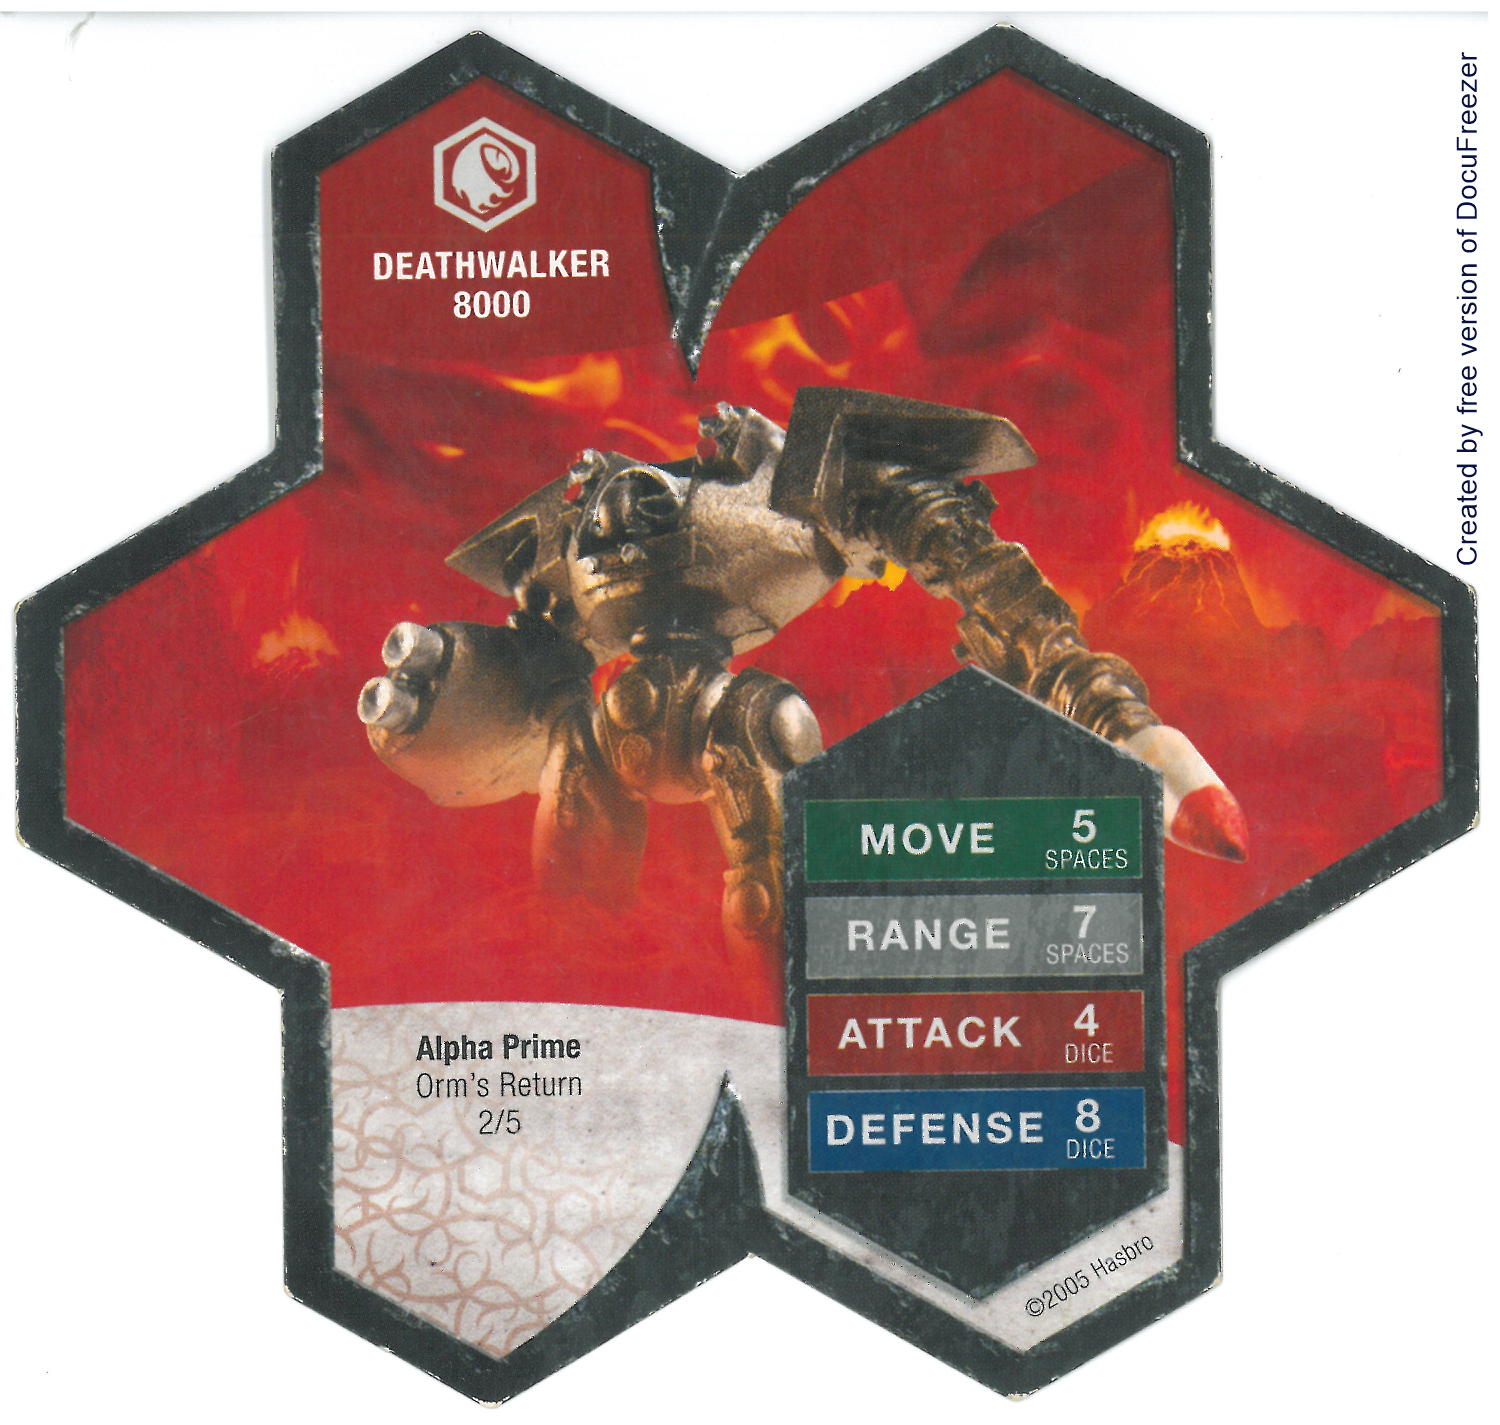 DEATHWALKER
8000
MOVE 5
SPACES
RANGE 7
SPACES
ATTACK 4
DICE
DEFENSE 8
DICE
Alpha Prime
Orm's Return
2/5
©2005 Hasbro
Created by free version of DocuFreezer